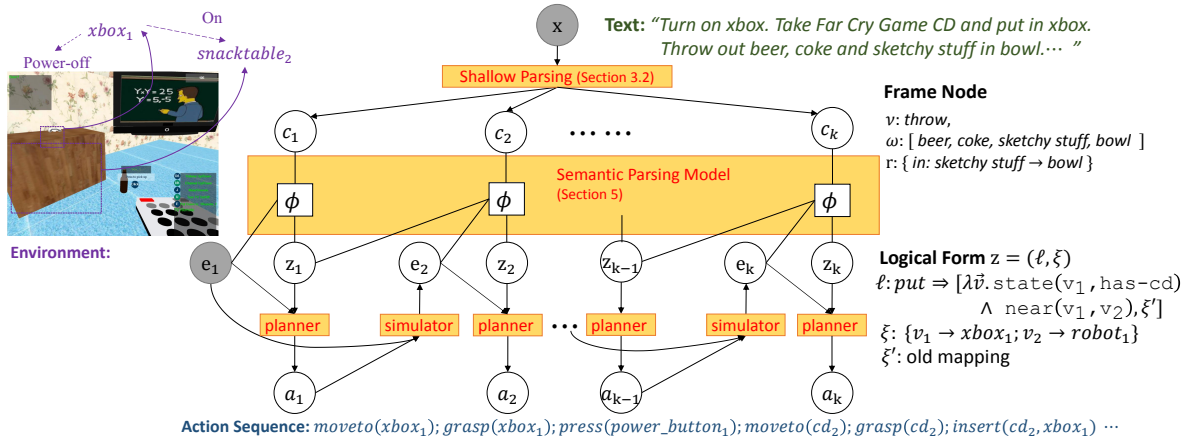 On
xbox₁
snacktable₂
Power-off
Y×Y= 25
Y= 5,-5
Environment:
x
Text: “Turn on xbox. Take Far Cry Game CD and put in xbox.
Throw out beer, coke and sketchy stuff in bowl.⋯ ”
Shallow Parsing (Section 3.2)
c₁ c₂ … … cₖ
Semantic Parsing Model
(Section 5)
ϕ ϕ ϕ
e₁ z₁ e₂ z₂ zₖ₋₁ eₖ zₖ
planner simulator planner … planner simulator planner
a₁ a₂ aₖ₋₁ aₖ
Frame Node
ν: throw,
ω: [ beer, coke, sketchy stuff, bowl ]
r: { in: sketchy stuff → bowl }
Logical Form z = (ℓ, ξ)
ℓ: put ⇒ [λv⃗. state(v₁,has-cd)
∧ near(v₁,v₂), ξ′]
ξ: {v₁ → xbox₁; v₂ → robot₁}
ξ′: old mapping
Action Sequence: moveto(xbox₁); grasp(xbox₁); press(power_button₁); moveto(cd₂); grasp(cd₂); insert(cd₂, xbox₁) ⋯